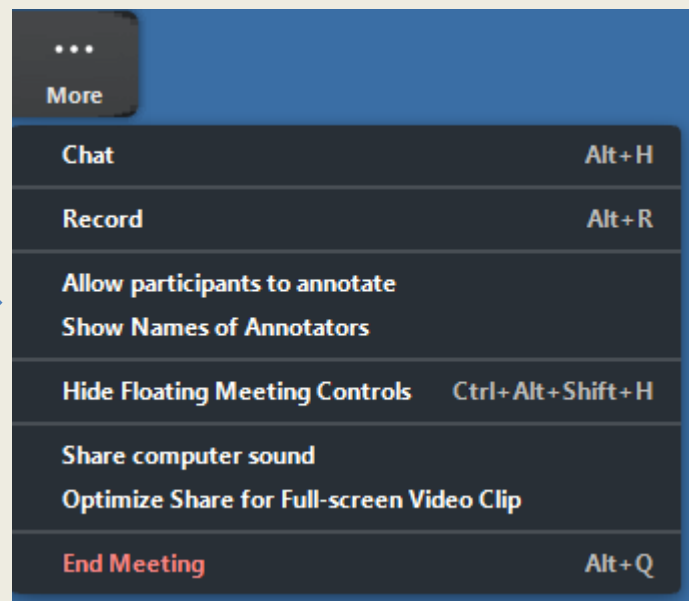 More
Chat Alt+H
Record Alt+R
Allow participants to annotate
Show Names of Annotators
Hide Floating Meeting Controls Ctrl+Alt+Shift+H
Share computer sound
Optimize Share for Full-screen Video Clip
End Meeting Alt+Q